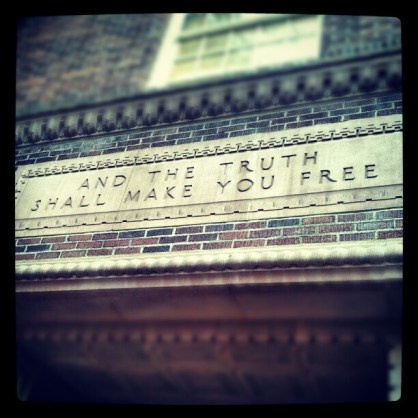 AND THE TRUTH
SHALL MAKE YOU FREE